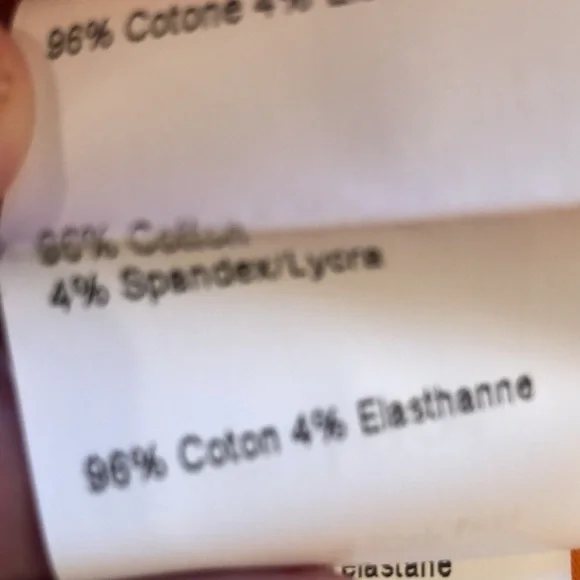 96% Cotone 4%
96% Cotton
4% Spandex/Lycra
96% Coton 4% Elasthanne
elastane